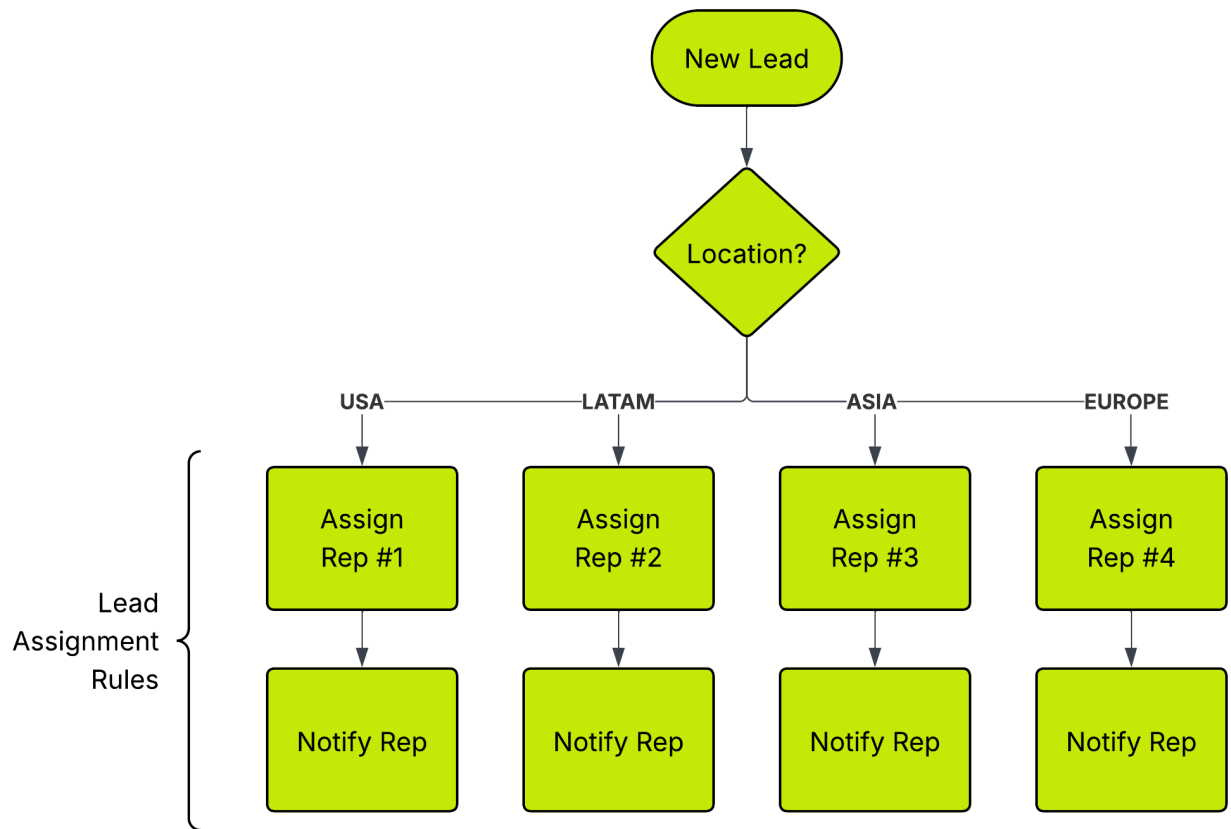 New Lead
Location?
USA
LATAM
ASIA
EUROPE
Assign
Rep #1
Assign
Rep #2
Assign
Rep #3
Assign
Rep #4
Lead
Assignment
Rules
Notify Rep
Notify Rep
Notify Rep
Notify Rep